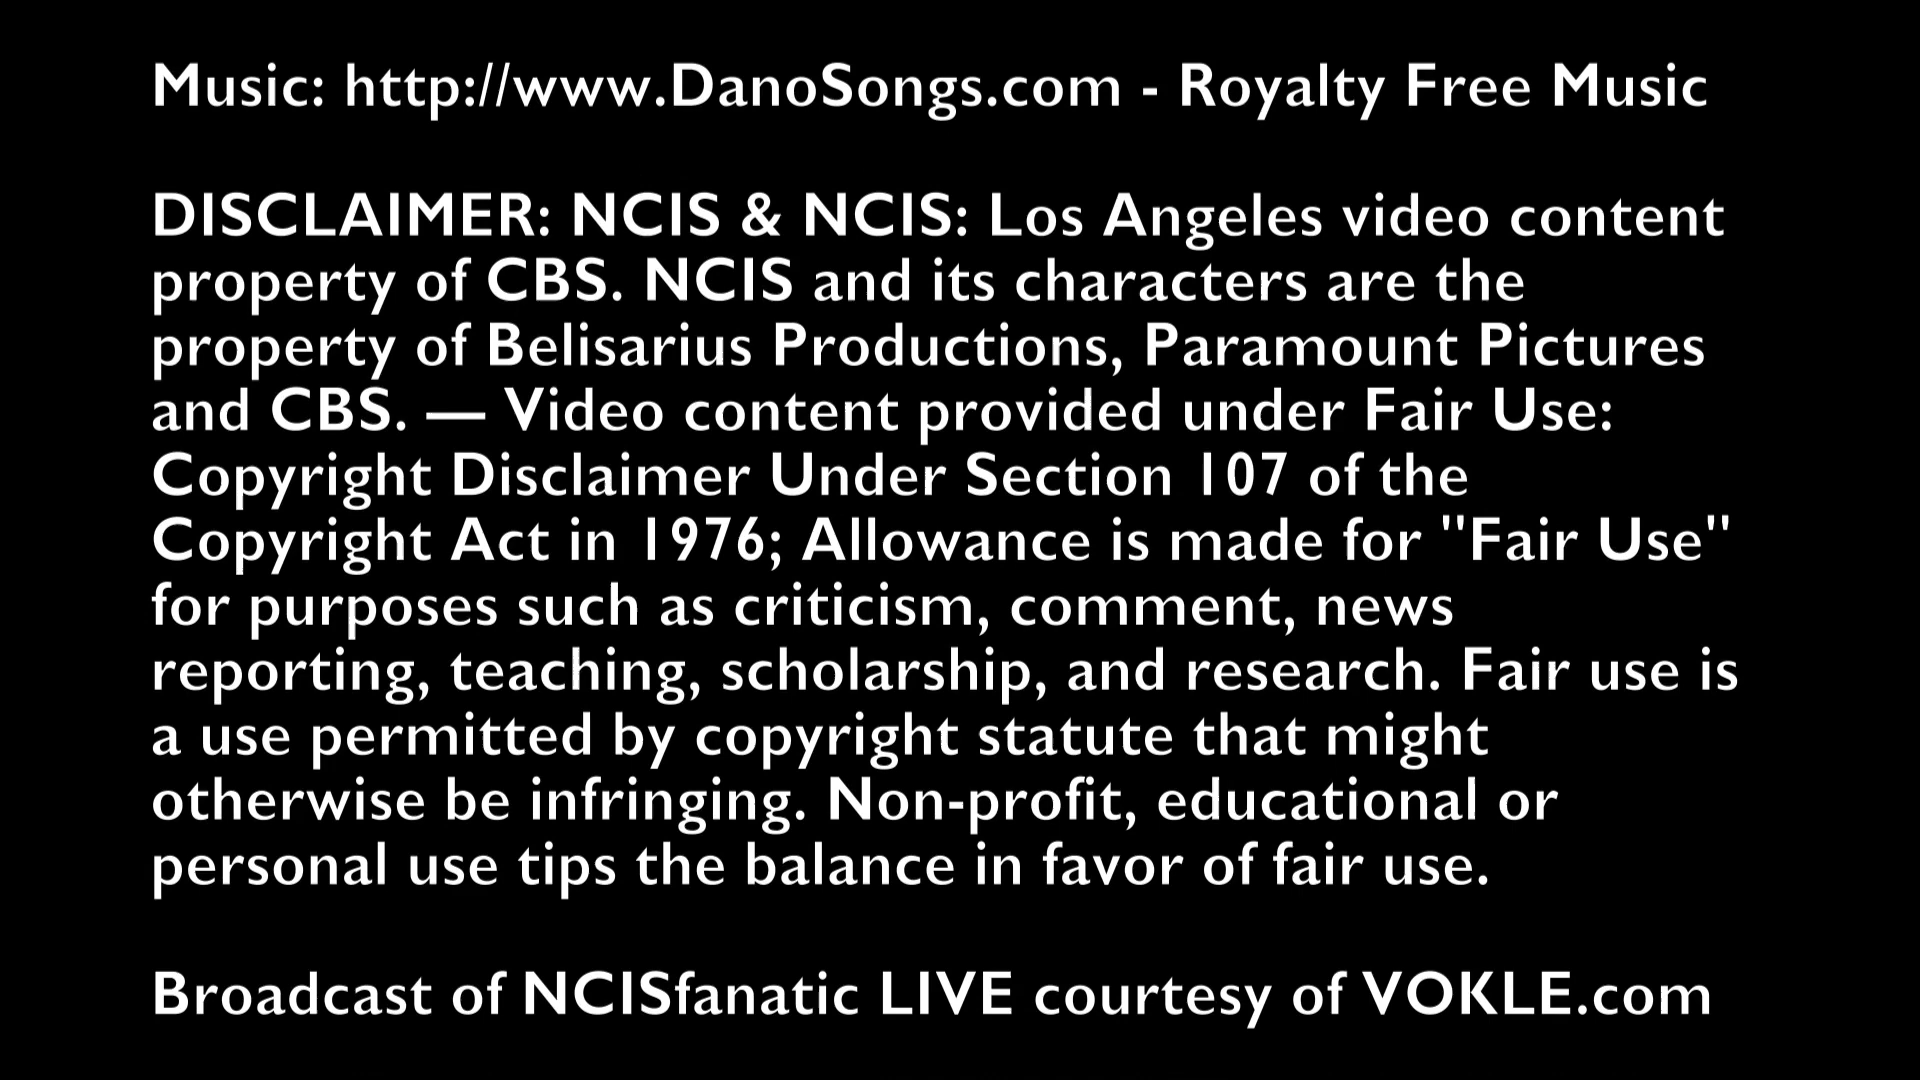 Music: http://www.DanoSongs.com - Royalty Free Music
DISCLAIMER: NCIS & NCIS: Los Angeles video content
property of CBS. NCIS and its characters are the
property of Belisarius Productions, Paramount Pictures
and CBS. — Video content provided under Fair Use:
Copyright Disclaimer Under Section 107 of the
Copyright Act in 1976; Allowance is made for "Fair Use"
for purposes such as criticism, comment, news
reporting, teaching, scholarship, and research. Fair use is
a use permitted by copyright statute that might
otherwise be infringing. Non-profit, educational or
personal use tips the balance in favor of fair use.
Broadcast of NCISfanatic LIVE courtesy of VOKLE.com